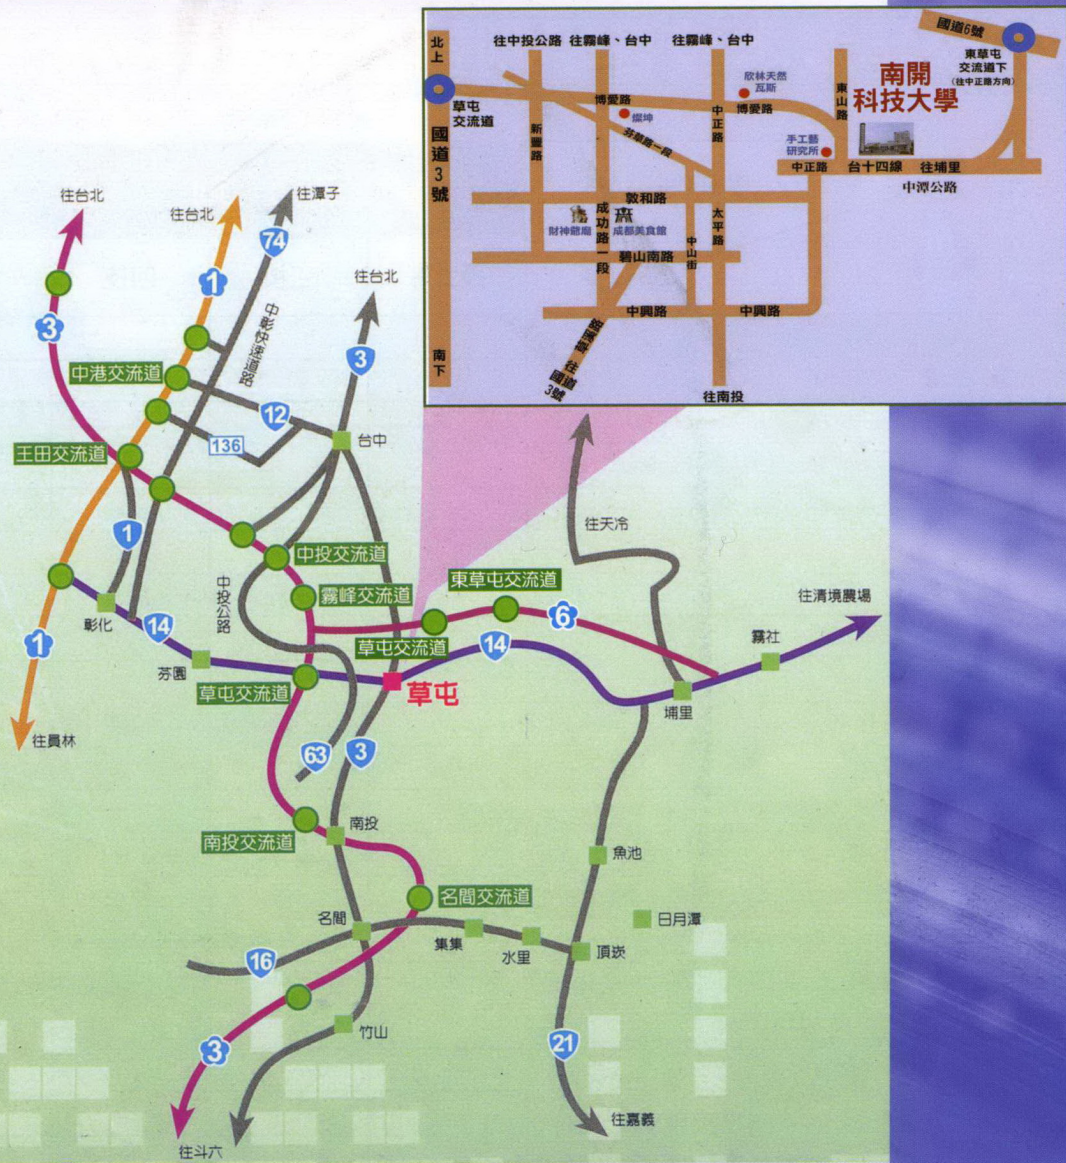 北上
往中投公路
往霧峰、台中
往霧峰、台中
國道6號
東草屯
交流道下
(往中正路方向)
草屯
交流道
國道3號
南下
新豐路
博愛路
燦坤
芬草路一段
中正路
欣林天然
瓦斯
博愛路
東山路
南開
科技大學
手工藝
研究所
中正路
台十四線
往埔里
中潭公路
敦和路
財神爺廟
成功路一段
成都美食館
碧山南路
中山街
太平路
中興路
中興路
草溪路
往國道3號
往南投
往台北
往台北
往潭子
往台北
74
1
3
3
中彰快速道路
中港交流道
12
136
台中
王田交流道
1
中投交流道
霧峰交流道
中投公路
往天冷
東草屯交流道
6
往清境農場
彰化
14
1
芬園
草屯交流道
草屯交流道
14
草屯
霧社
埔里
往員林
63
3
南投交流道
南投
魚池
名間交流道
名間
集集
水里
頂崁
日月潭
16
竹山
3
21
往嘉義
往斗六